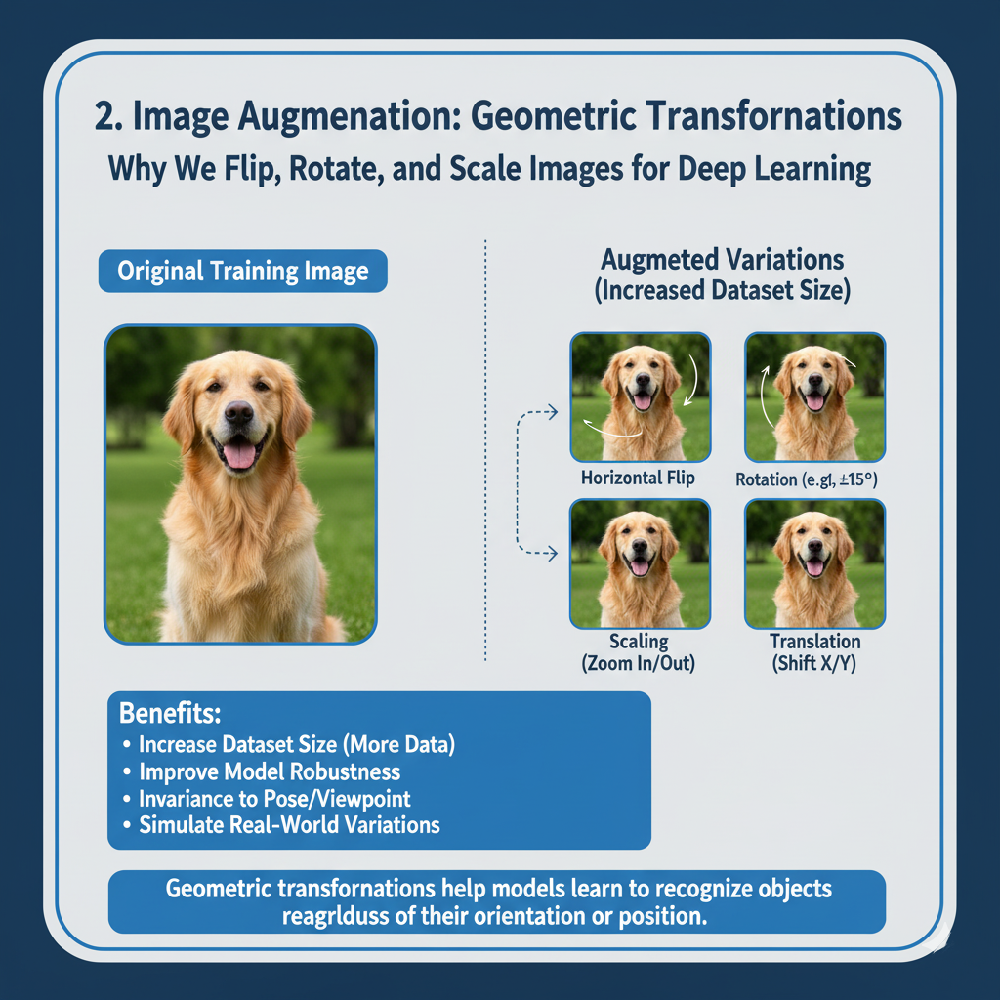 2. Image Augmenation: Geometric Transfornations
Why We Flip, Rotate, and Scale Images for Deep Learning
Original Training Image
Augmeted Variations
(Increased Dataset Size)
Horizontal Flip
Rotation (e.gl, ±15°)
Scaling
(Zoom In/Out)
Translation
(Shift X/Y)
Benefits:
• Increase Dataset Size (More Data)
• Improve Model Robustness
• Invariance to Pose/Viewpoint
• Simulate Real-World Variations
Geometric transfornations help models learn to recognize objects
reagrlduss of their orientation or position.